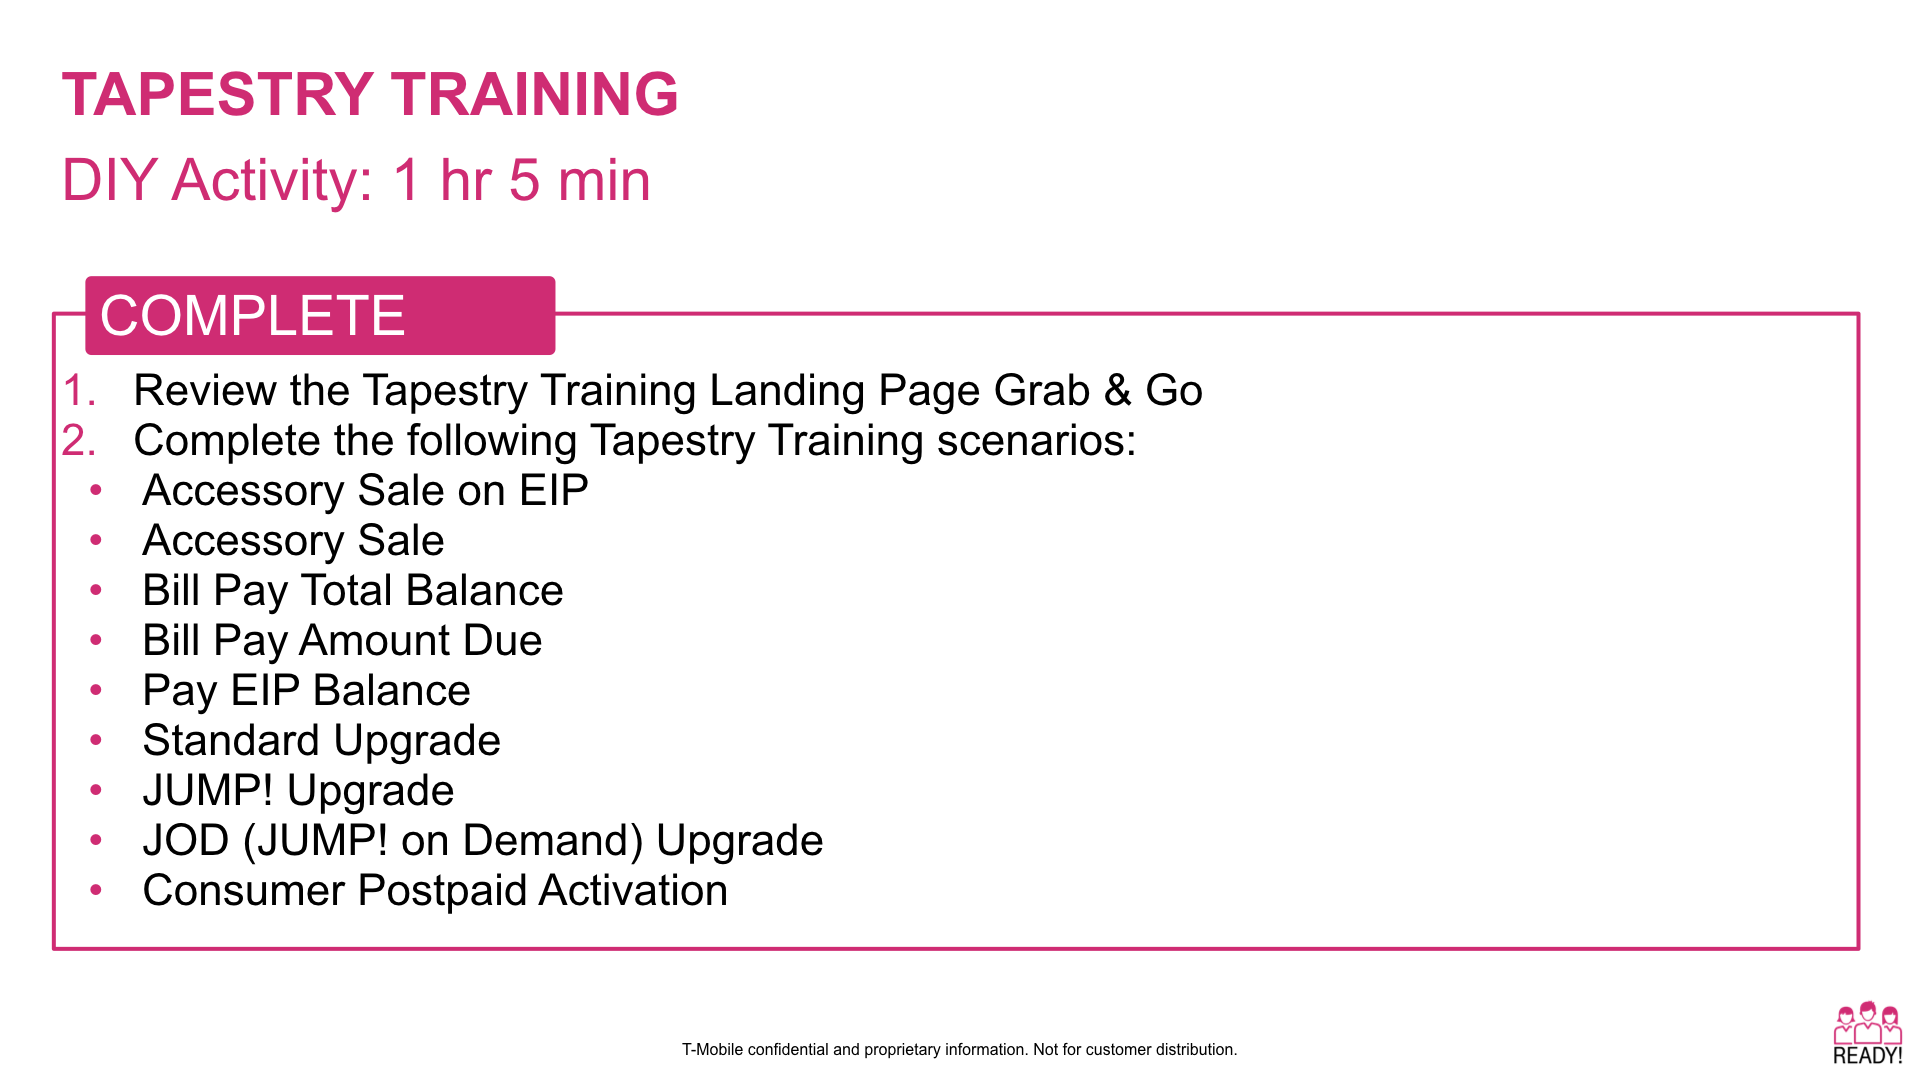 TAPESTRY TRAINING
DIY Activity: 1 hr 5 min
COMPLETE
1. Review the Tapestry Training Landing Page Grab & Go
2. Complete the following Tapestry Training scenarios:
• Accessory Sale on EIP
• Accessory Sale
• Bill Pay Total Balance
• Bill Pay Amount Due
• Pay EIP Balance
• Standard Upgrade
• JUMP! Upgrade
• JOD (JUMP! on Demand) Upgrade
• Consumer Postpaid Activation
T-Mobile confidential and proprietary information. Not for customer distribution.
READY!